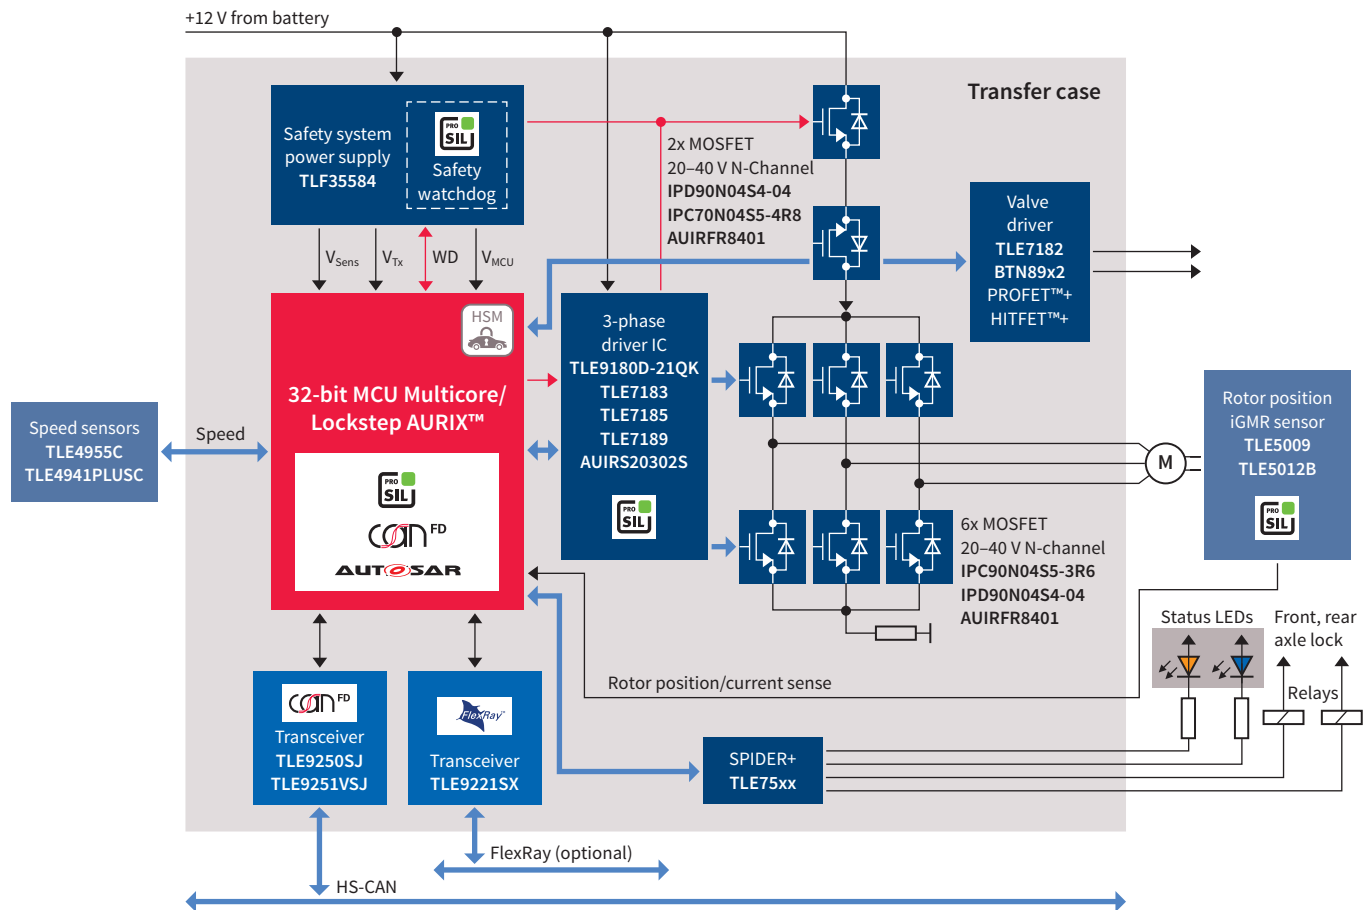 +12 V from battery
Transfer case
Safety system
power supply
TLF35584
PRO
SIL
Safety
watchdog
2x MOSFET
20–40 V N-Channel
IPD90N04S4-04
IPC70N04S5-4R8
AUIRFR8401
Valve
driver
TLE7182
BTN89x2
PROFET™+
HITFET™+
VSens
VTx
WD
VMCU
HSM
32-bit MCU Multicore/
Lockstep AURIX™
PRO
SIL
CAN FD
AUTOSAR
3-phase
driver IC
TLE9180D-21QK
TLE7183
TLE7185
TLE7189
AUIRS20302S
PRO
SIL
Speed sensors
TLE4955C
TLE4941PLUSC
Speed
M
Rotor position
iGMR sensor
TLE5009
TLE5012B
PRO
SIL
6x MOSFET
20–40 V N-channel
IPC90N04S5-3R6
IPD90N04S4-04
AUIRFR8401
Status LEDs
Front, rear
axle lock
Relays
Rotor position/current sense
CAN FD
Transceiver
TLE9250SJ
TLE9251VSJ
FlexRay™
Transceiver
TLE9221SX
SPIDER+
TLE75xx
FlexRay (optional)
HS-CAN